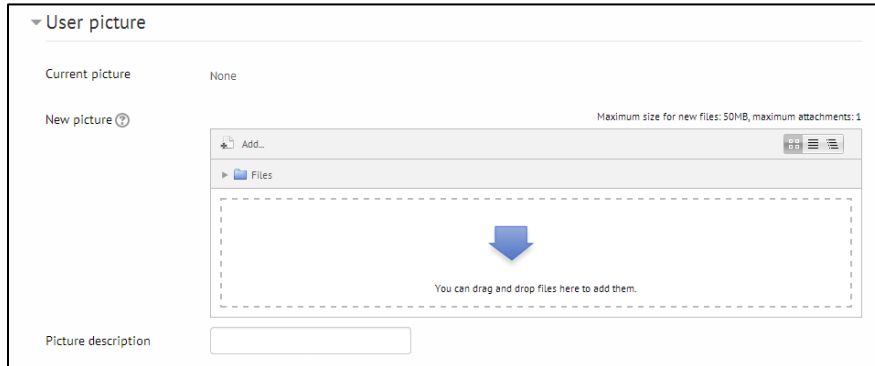 User picture
Current picture None
New picture
Maximum size for new files: 50MB, maximum attachments: 1
Add...
Files
You can drag and drop files here to add them.
Picture description